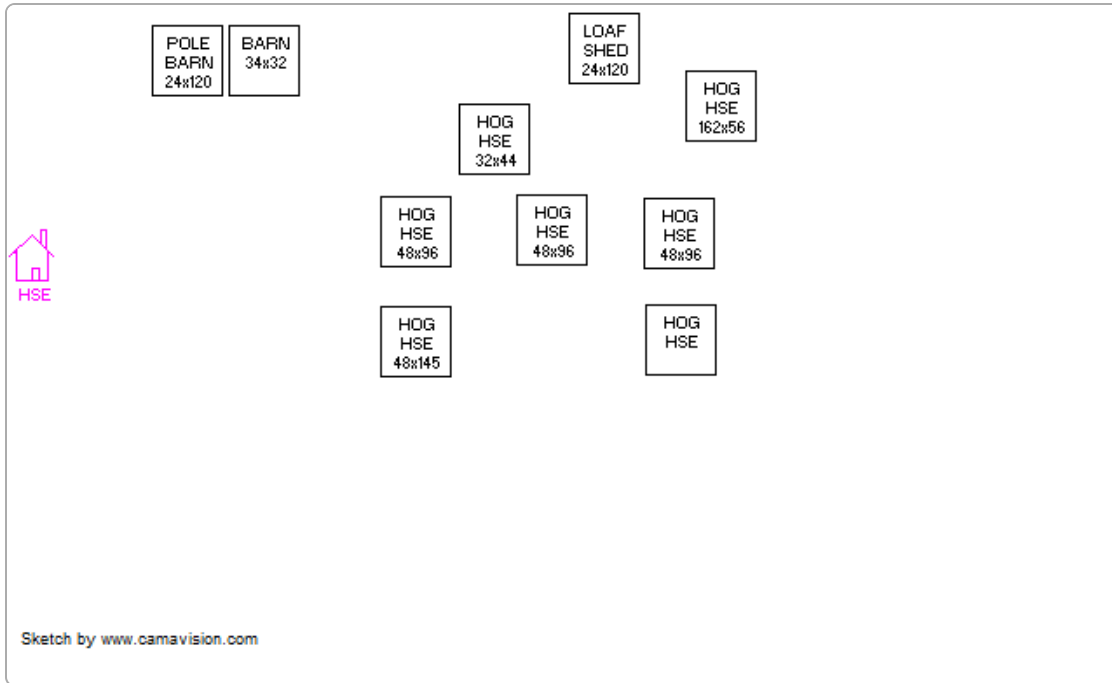 POLE
BARN
24x120
BARN
34x32
LOAF
SHED
24x120
HOG
HSE
162x56
HOG
HSE
32x44
HOG
HSE
48x96
HOG
HSE
48x96
HOG
HSE
48x96
HSE
HOG
HSE
48x145
HOG
HSE
Sketch by www.camavision.com